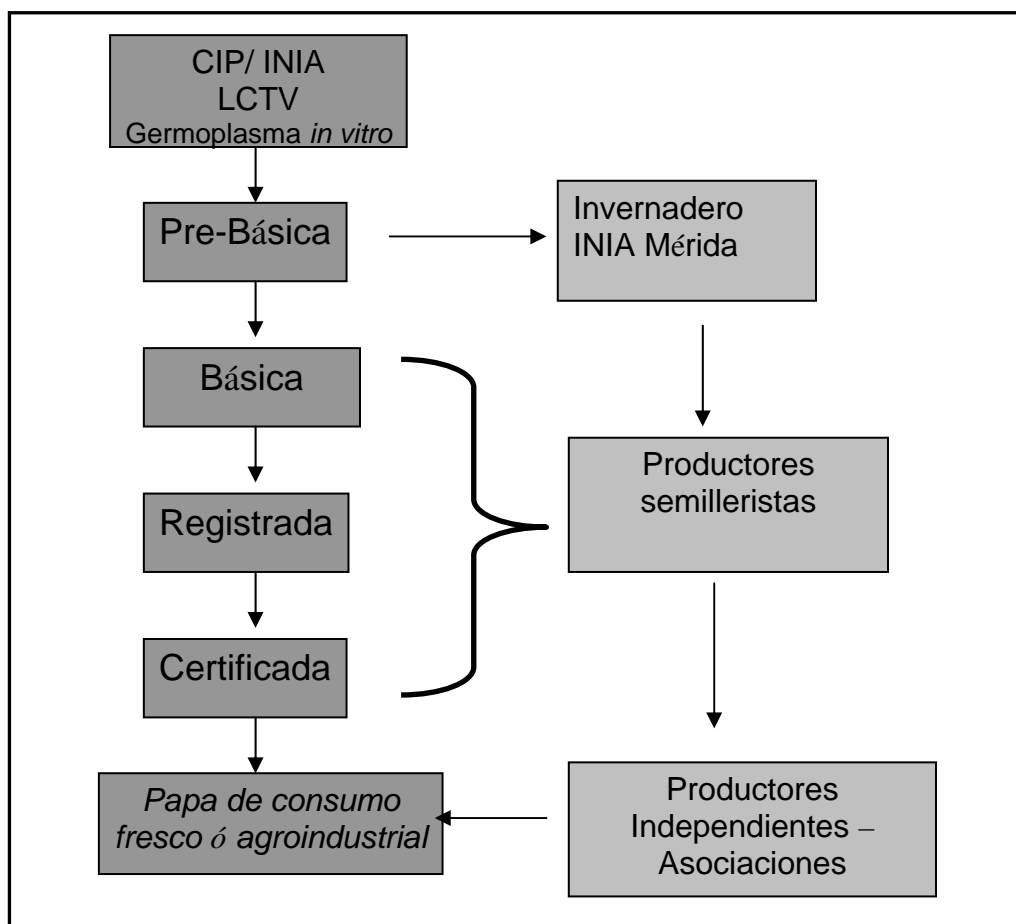 CIP/ INIA
LCTV
Germoplasma in vitro
Pre-Básica
Invernadero
INIA Mérida
Básica
Productores
semilleristas
Registrada
Certificada
Papa de consumo
fresco ó agroindustrial
Productores
Independientes –
Asociaciones